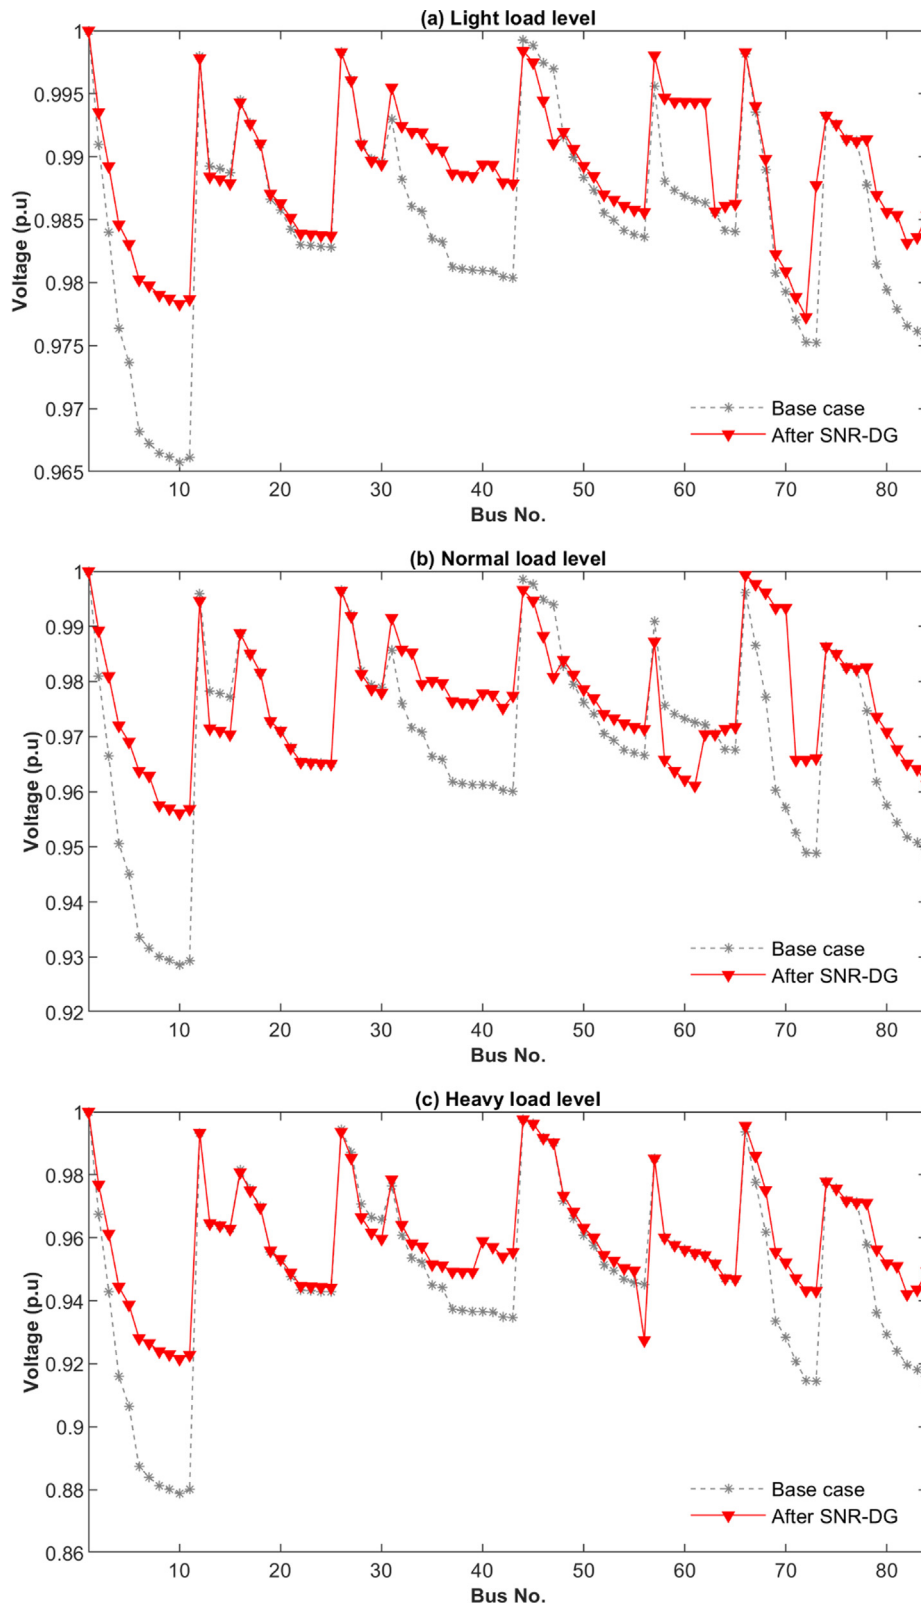 (a) Light load level
1
0.995
0.99
0.985
0.98
0.975
0.97
0.965
Voltage (p.u)
10 20 30 40 50 60 70 80
Bus No.
Base case
After SNR-DG
(b) Normal load level
1
0.99
0.98
0.97
0.96
0.95
0.94
0.93
0.92
Voltage (p.u)
10 20 30 40 50 60 70 80
Bus No.
Base case
After SNR-DG
(c) Heavy load level
1
0.98
0.96
0.94
0.92
0.9
0.88
0.86
Voltage (p.u)
10 20 30 40 50 60 70 80
Bus No.
Base case
After SNR-DG